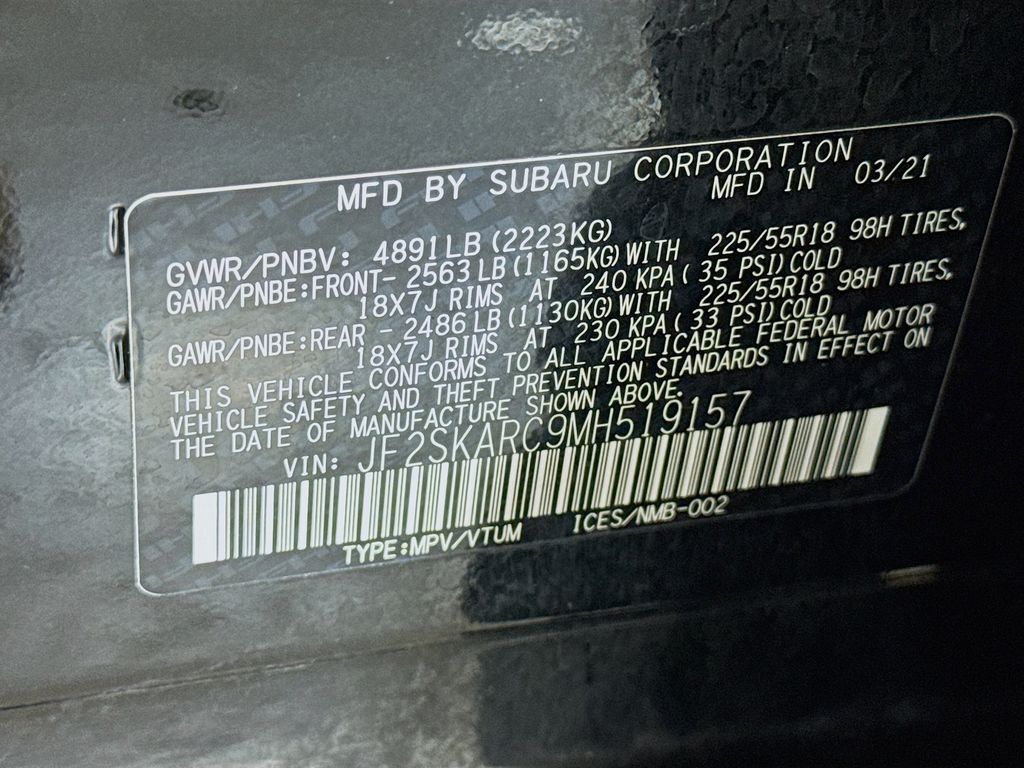 MFD BY SUBARU CORPORATION
MFD IN 03/21
GVWR/PNBV: 4891LB (2223KG)
GAWR/PNBE:FRONT- 2563LB (1165KG) WITH 225/55R18 98H TIRES,
18X7J RIMS AT 240 KPA ( 35 PSI) COLD
GAWR/PNBE:REAR - 2486LB (1130KG) WITH 225/55R18 98H TIRES,
18X7J RIMS AT 230 KPA ( 33 PSI) COLD
THIS VEHICLE CONFORMS TO ALL APPLICABLE FEDERAL MOTOR
VEHICLE SAFETY AND THEFT PREVENTION STANDARDS IN EFFECT ON
THE DATE OF MANUFACTURE SHOWN ABOVE.
VIN: JF2SKARC9MH519157
TYPE:MPV/VTUM ICES/NMB-002